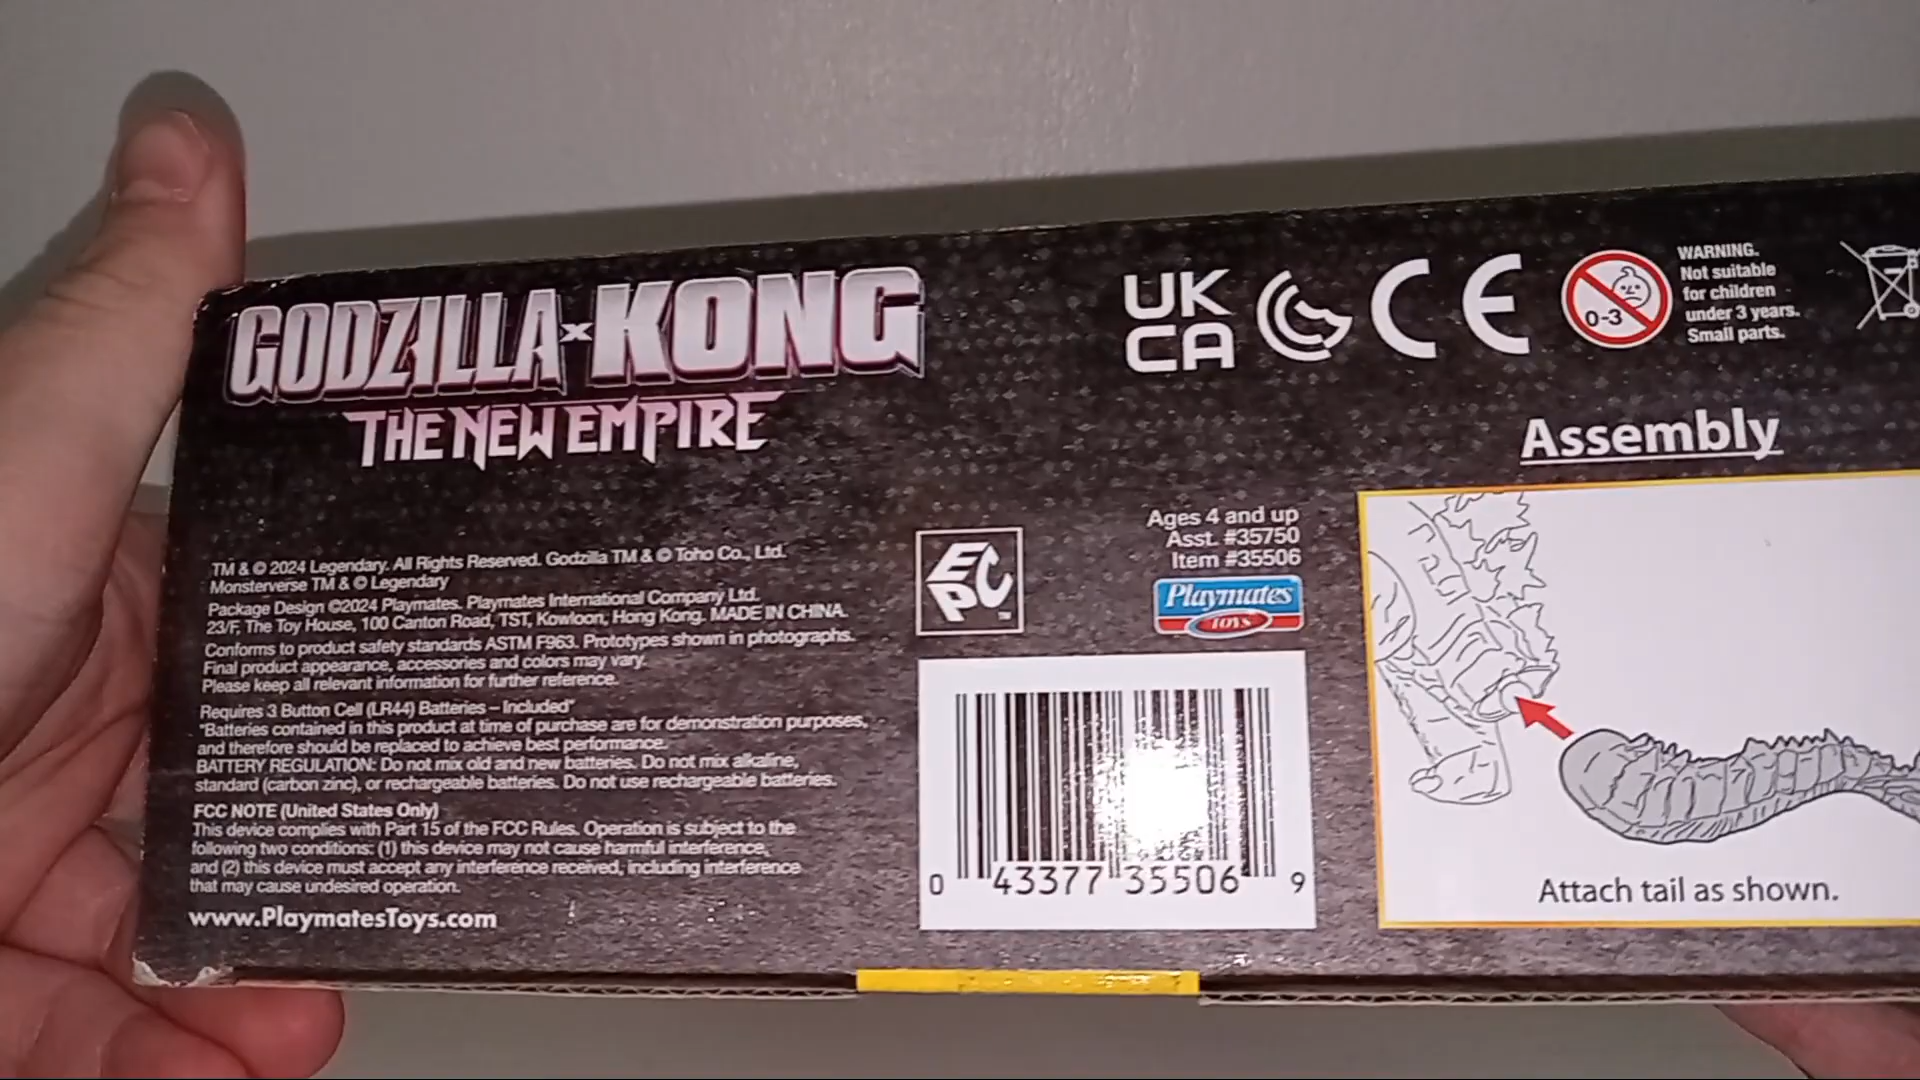 GODZILLA x KONG
THE NEW EMPIRE
TM & © 2024 Legendary. All Rights Reserved. Godzilla TM & © Toho Co., Ltd.
Monsterverse TM & © Legendary
Package Design ©2024 Playmates. Playmates International Company Ltd.
23/F, The Toy House, 100 Canton Road, TST, Kowloon, Hong Kong. MADE IN CHINA.
Conforms to product safety standards ASTM F963. Prototypes shown in photographs.
Final product appearance, accessories and colors may vary.
Please keep all relevant information for further reference.
Requires 3 Button Cell (LR44) Batteries – Included*
*Batteries contained in this product at time of purchase are for demonstration purposes,
and therefore should be replaced to achieve best performance.
BATTERY REGULATION: Do not mix old and new batteries. Do not mix alkaline,
standard (carbon zinc), or rechargeable batteries. Do not use rechargeable batteries.
FCC NOTE (United States Only)
This device complies with Part 15 of the FCC Rules. Operation is subject to the
following two conditions: (1) this device may not cause harmful interference,
and (2) this device must accept any interference received, including interference
that may cause undesired operation.
www.PlaymatesToys.com
EPC™
Ages 4 and up
Asst. #35750
Item #35506
Playmates
TOYS
0 43377 35506 9
UK
CA
CE
0-3
WARNING.
Not suitable
for children
under 3 years.
Small parts.
Assembly
Attach tail as shown.